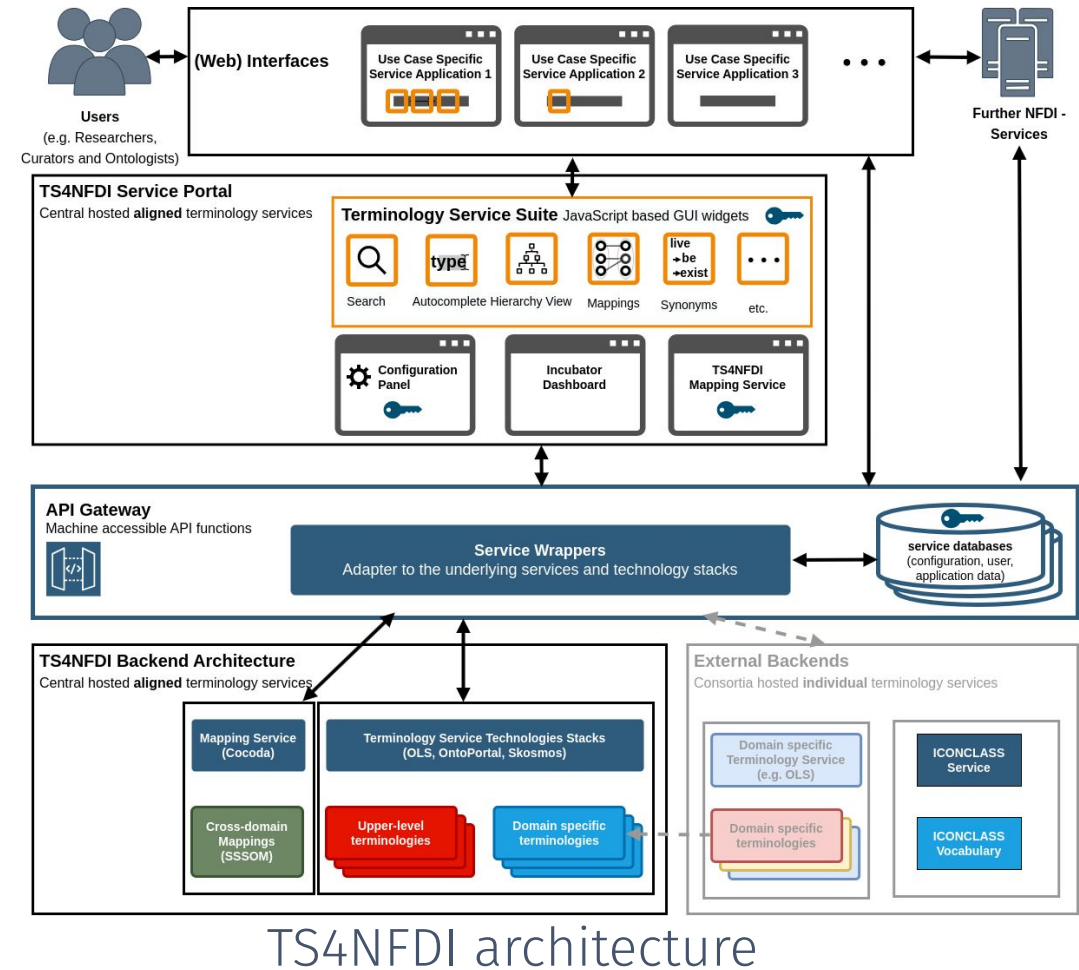 (Web) Interfaces
Use Case Specific
Service Application 1
Use Case Specific
Service Application 2
Use Case Specific
Service Application 3
• • •
Users
(e.g. Researchers,
Curators and Ontologists)
Further NFDI -
Services
TS4NFDI Service Portal
Central hosted aligned terminology services
Terminology Service Suite JavaScript based GUI widgets
type
live
be
exist
• • •
Search
Autocomplete
Hierarchy View
Mappings
Synonyms
etc.
Configuration
Panel
Incubator
Dashboard
TS4NFDI
Mapping Service
API Gateway
Machine accessible API functions
</>
Service Wrappers
Adapter to the underlying services and technology stacks
service databases
(configuration, user,
application data)
TS4NFDI Backend Architecture
Central hosted aligned terminology services
Mapping Service
(Cocoda)
Terminology Service Technologies Stacks
(OLS, OntoPortal, Skosmos)
Cross-domain
Mappings
(SSSOM)
Upper-level
terminologies
Domain specific
terminologies
External Backends
Consortia hosted individual terminology services
Domain specific
Terminology Service
(e.g. OLS)
Domain specific
terminologies
ICONCLASS
Service
ICONCLASS
Vocabulary
TS4NFDI architecture